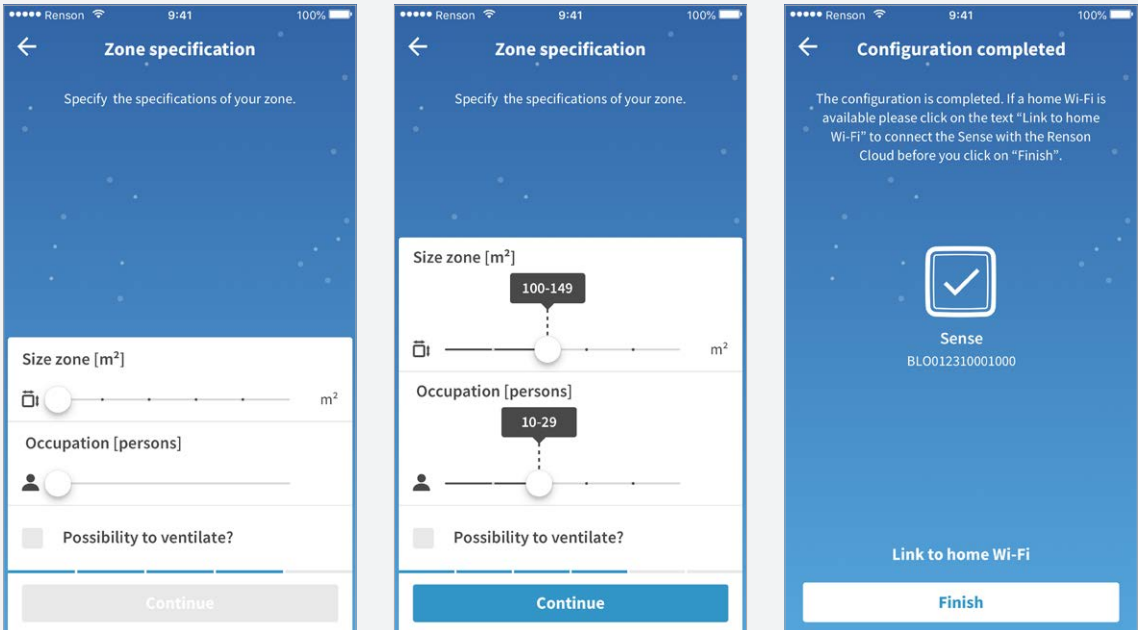 Renson 9:41 100%
Zone specification
Specify the specifications of your zone.
Size zone [m²]
m²
Occupation [persons]
Possibility to ventilate?
Continue
Renson 9:41 100%
Zone specification
Specify the specifications of your zone.
Size zone [m²]
100-149
m²
Occupation [persons]
10-29
Possibility to ventilate?
Continue
Renson 9:41 100%
Configuration completed
The configuration is completed. If a home Wi-Fi is
available please click on the text “Link to home
Wi-Fi” to connect the Sense with the Renson
Cloud before you click on “Finish”.
Sense
BLO012310001000
Link to home Wi-Fi
Finish